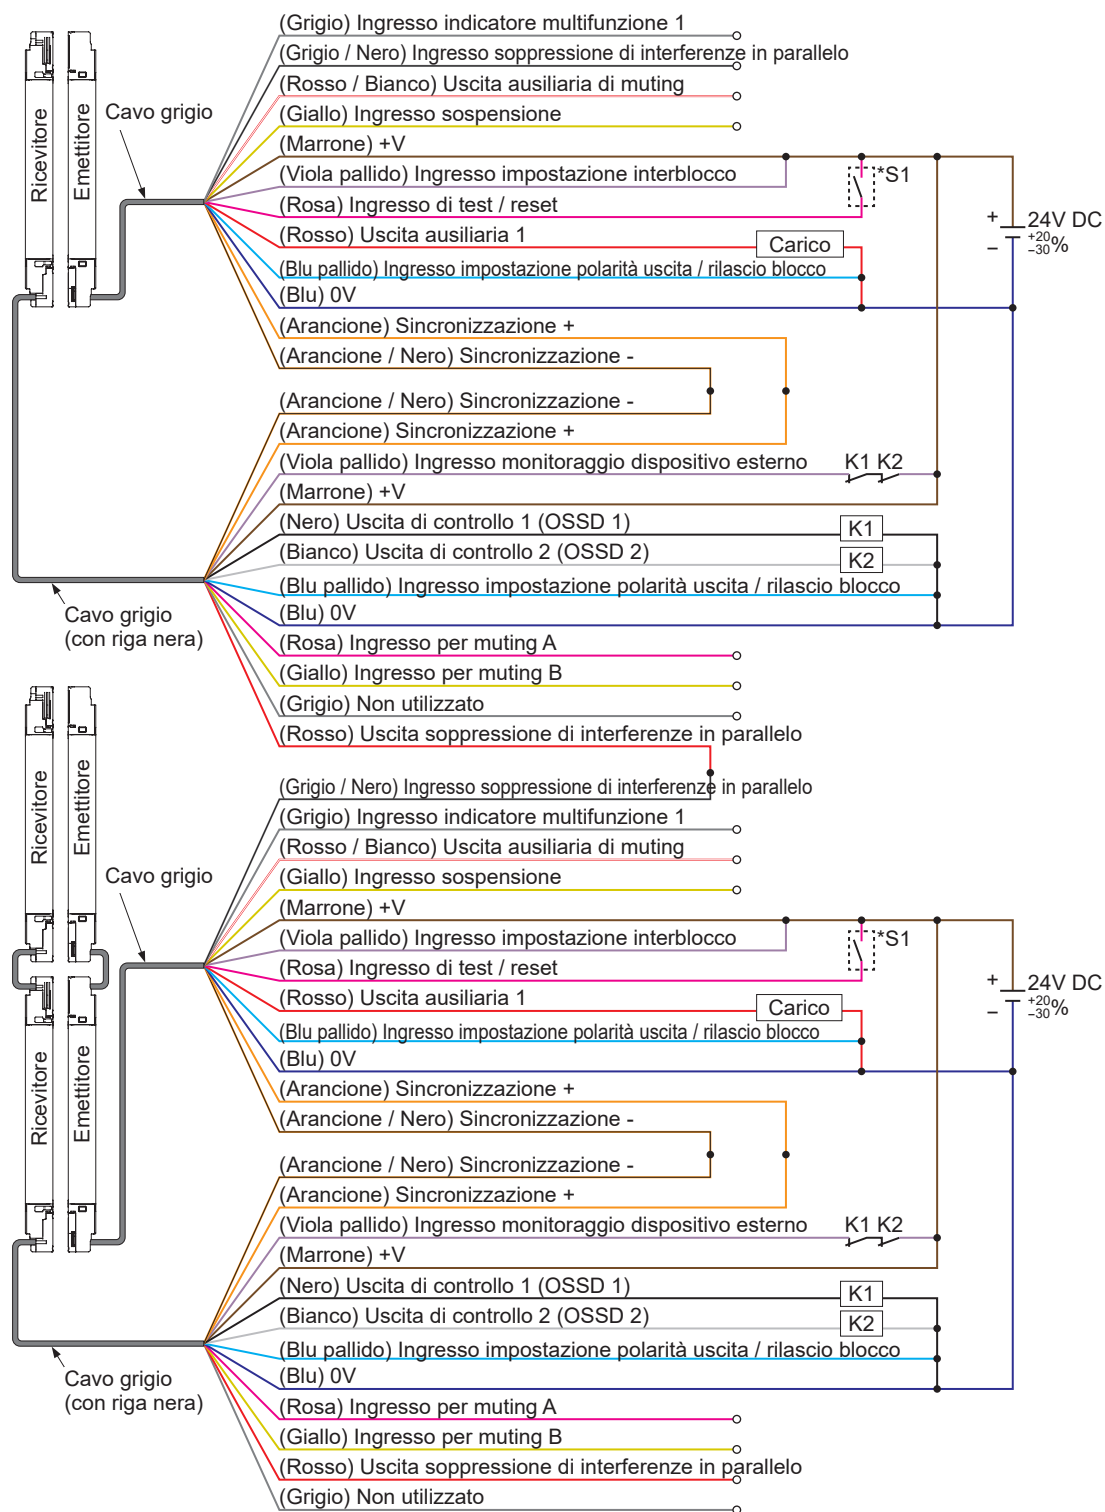 (Grigio) Ingresso indicatore multifunzione 1
(Grigio / Nero) Ingresso soppressione di interferenze in parallelo
(Rosso / Bianco) Uscita ausiliaria di muting
(Giallo) Ingresso sospensione
(Marrone) +V
(Viola pallido) Ingresso impostazione interblocco
(Rosa) Ingresso di test / reset
(Rosso) Uscita ausiliaria 1
(Blu pallido) Ingresso impostazione polarità uscita / rilascio blocco
(Blu) 0V
(Arancione) Sincronizzazione +
(Arancione / Nero) Sincronizzazione -
Ricevitore
Emettitore
Cavo grigio
*S1
Carico
+
−
24V DC
+20
−30%
(Arancione / Nero) Sincronizzazione -
(Arancione) Sincronizzazione +
(Viola pallido) Ingresso monitoraggio dispositivo esterno
K1 K2
(Marrone) +V
(Nero) Uscita di controllo 1 (OSSD 1)
K1
(Bianco) Uscita di controllo 2 (OSSD 2)
K2
(Blu pallido) Ingresso impostazione polarità uscita / rilascio blocco
(Blu) 0V
Cavo grigio
(con riga nera)
(Rosa) Ingresso per muting A
(Giallo) Ingresso per muting B
(Grigio) Non utilizzato
(Rosso) Uscita soppressione di interferenze in parallelo
(Grigio / Nero) Ingresso soppressione di interferenze in parallelo
(Grigio) Ingresso indicatore multifunzione 1
(Rosso / Bianco) Uscita ausiliaria di muting
(Giallo) Ingresso sospensione
(Marrone) +V
(Viola pallido) Ingresso impostazione interblocco
(Rosa) Ingresso di test / reset
(Rosso) Uscita ausiliaria 1
(Blu pallido) Ingresso impostazione polarità uscita / rilascio blocco
(Blu) 0V
(Arancione) Sincronizzazione +
(Arancione / Nero) Sincronizzazione -
Ricevitore
Emettitore
Ricevitore
Emettitore
Cavo grigio
*S1
Carico
+
−
24V DC
+20
−30%
(Arancione / Nero) Sincronizzazione -
(Arancione) Sincronizzazione +
(Viola pallido) Ingresso monitoraggio dispositivo esterno
K1 K2
(Marrone) +V
(Nero) Uscita di controllo 1 (OSSD 1)
K1
(Bianco) Uscita di controllo 2 (OSSD 2)
K2
(Blu pallido) Ingresso impostazione polarità uscita / rilascio blocco
(Blu) 0V
Cavo grigio
(con riga nera)
(Rosa) Ingresso per muting A
(Giallo) Ingresso per muting B
(Rosso) Uscita soppressione di interferenze in parallelo
(Grigio) Non utilizzato